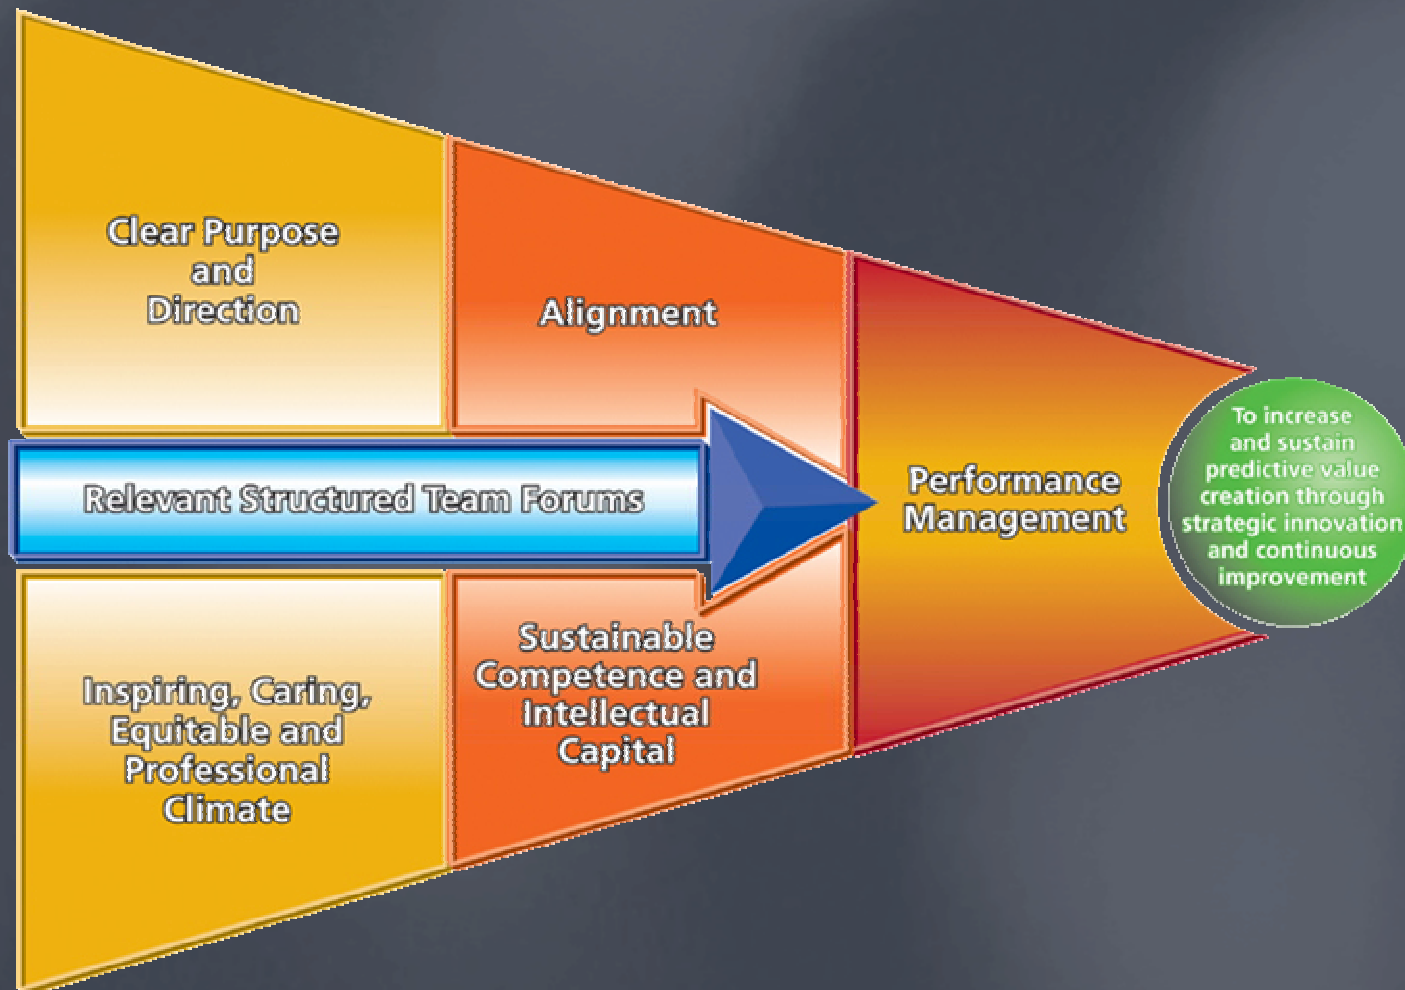 Clear Purpose
and
Direction
Alignment
Relevant Structured Team Forums
Performance
Management
To increase
and sustain
predictive value
creation through
strategic innovation
and continuous
improvement
Inspiring, Caring,
Equitable and
Professional
Climate
Sustainable
Competence and
Intellectual
Capital